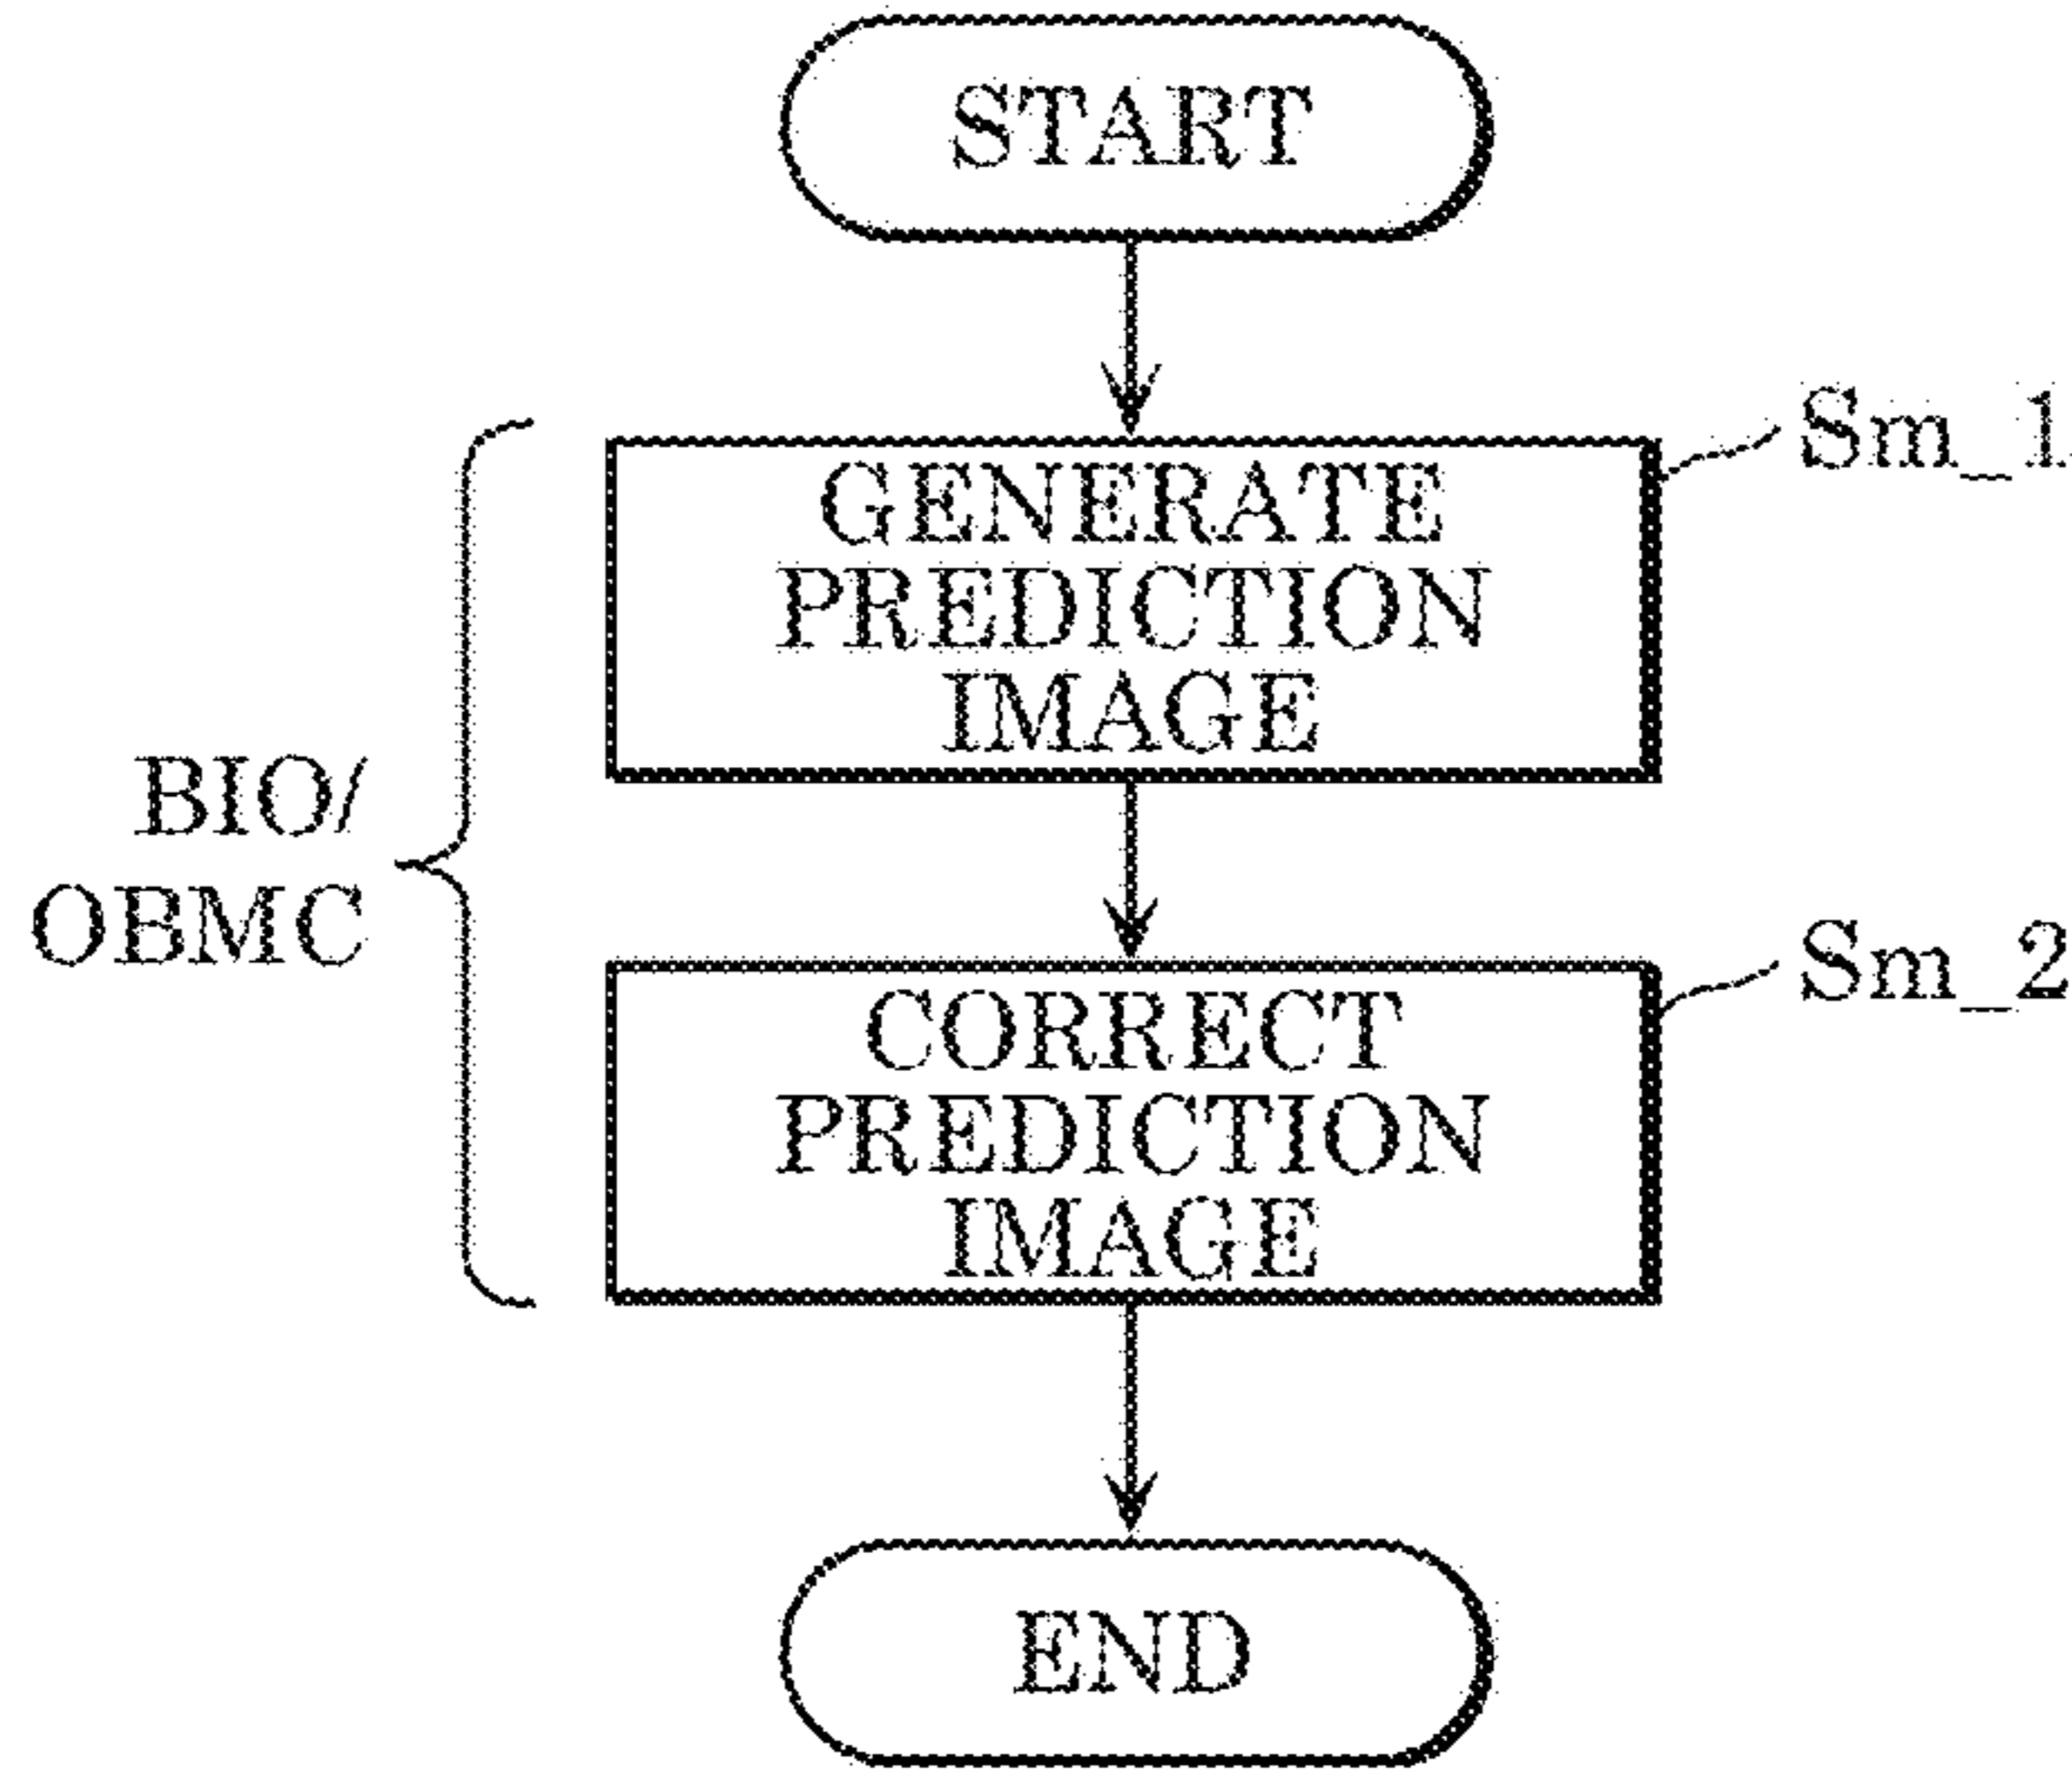 START
Sm_1
GENERATE
PREDICTION
IMAGE
BIO/
OBMC
Sm_2
CORRECT
PREDICTION
IMAGE
END